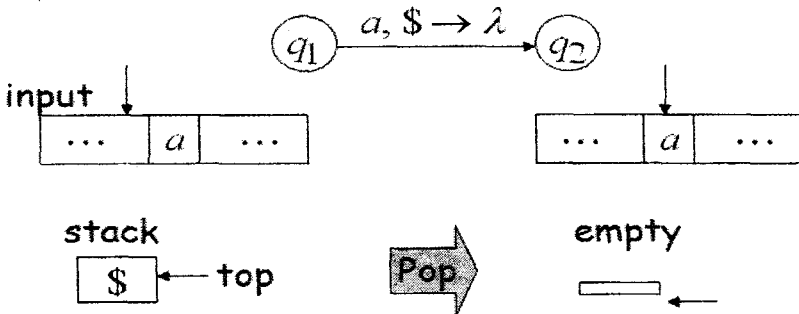 a, $ → λ
q1 q2
input
... a ... ... a ...
stack empty
$ top Pop